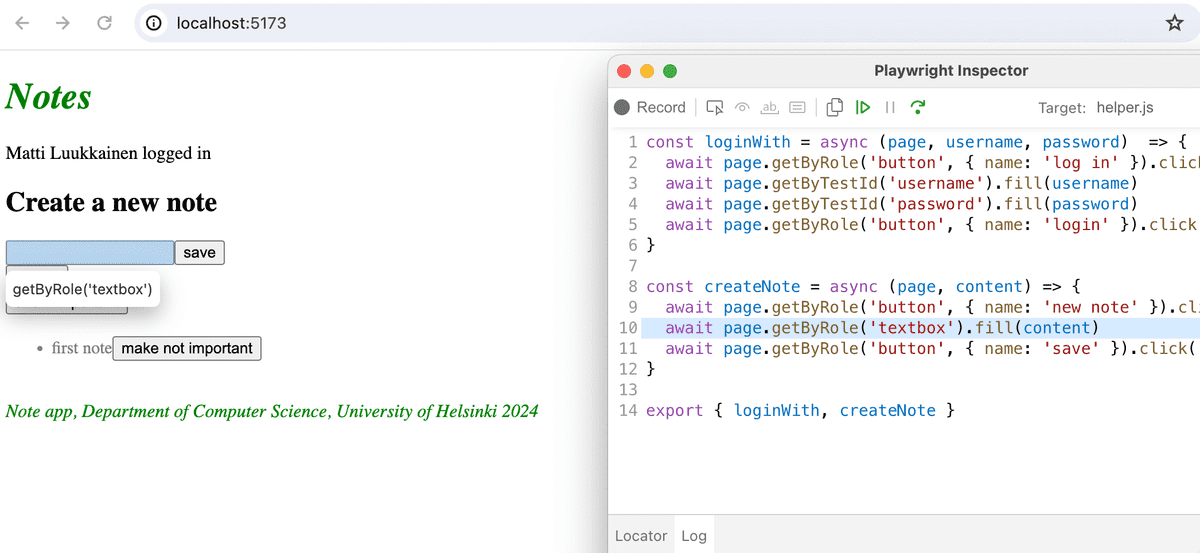 localhost:5173
Notes
Matti Luukkainen logged in
Create a new note
save
getByRole('textbox')
first note make not important
Note app, Department of Computer Science, University of Helsinki 2024
Playwright Inspector
Record Target: helper.js
1 const loginWith = async (page, username, password)  => {
2   await page.getByRole('button', { name: 'log in' }).clic
3   await page.getByTestId('username').fill(username)
4   await page.getByTestId('password').fill(password)
5   await page.getByRole('button', { name: 'login' }).click
6 }
7
8 const createNote = async (page, content) => {
9   await page.getByRole('button', { name: 'new note' }).cl
10   await page.getByRole('textbox').fill(content)
11   await page.getByRole('button', { name: 'save' }).click(
12 }
13
14 export { loginWith, createNote }
Locator Log